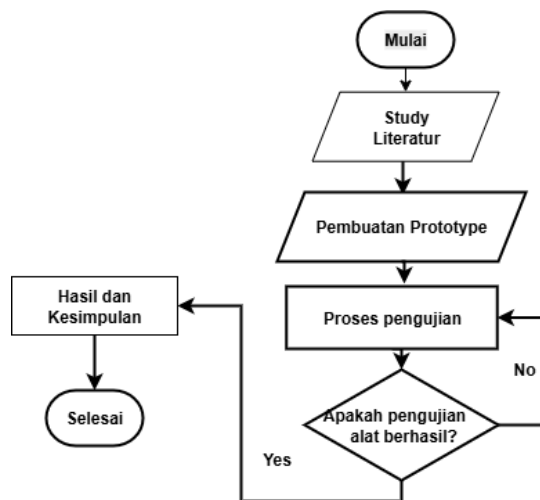 Mulai
Study
Literatur
Pembuatan Prototype
Proses pengujian
Hasil dan
Kesimpulan
No
Apakah pengujian
alat berhasil?
Selesai
Yes